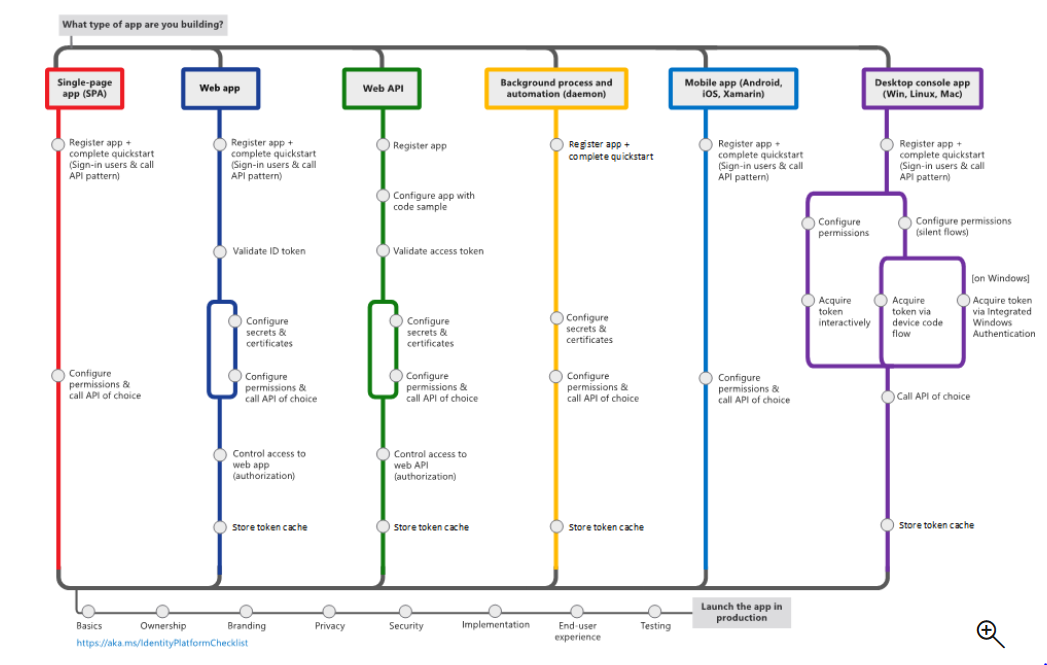 What type of app are you building?
Single-page
app (SPA)
Web app
Web API
Background process and
automation (daemon)
Mobile app (Android,
iOS, Xamarin)
Desktop console app
(Win, Linux, Mac)
Register app +
complete quickstart
(Sign-in users & call
API pattern)
Configure
permissions &
call API of choice
Register app +
complete quickstart
(Sign-in users & call
API pattern)
Validate ID token
Configure
secrets &
certificates
Configure
permissions &
call API of choice
Control access to
web app
(authorization)
Store token cache
Register app
Configure app with
code sample
Validate access token
Configure
secrets &
certificates
Configure
permissions &
call API of choice
Control access to
web API
(authorization)
Store token cache
Register app +
complete quickstart
Configure
secrets &
certificates
Configure
permissions &
call API of choice
Store token cache
Register app +
complete quickstart
(Sign-in users & call
API pattern)
Configure
permissions &
call API of choice
Register app +
complete quickstart
(Sign-in users & call
API pattern)
Configure
permissions
Configure permissions
(silent flows)
[on Windows]
Acquire
token
interactively
Acquire
token via
device code
flow
Acquire token
via Integrated
Windows
Authentication
Call API of choice
Store token cache
Basics
Ownership
Branding
Privacy
Security
Implementation
End-user
experience
Testing
Launch the app in
production
https://aka.ms/IdentityPlatformChecklist